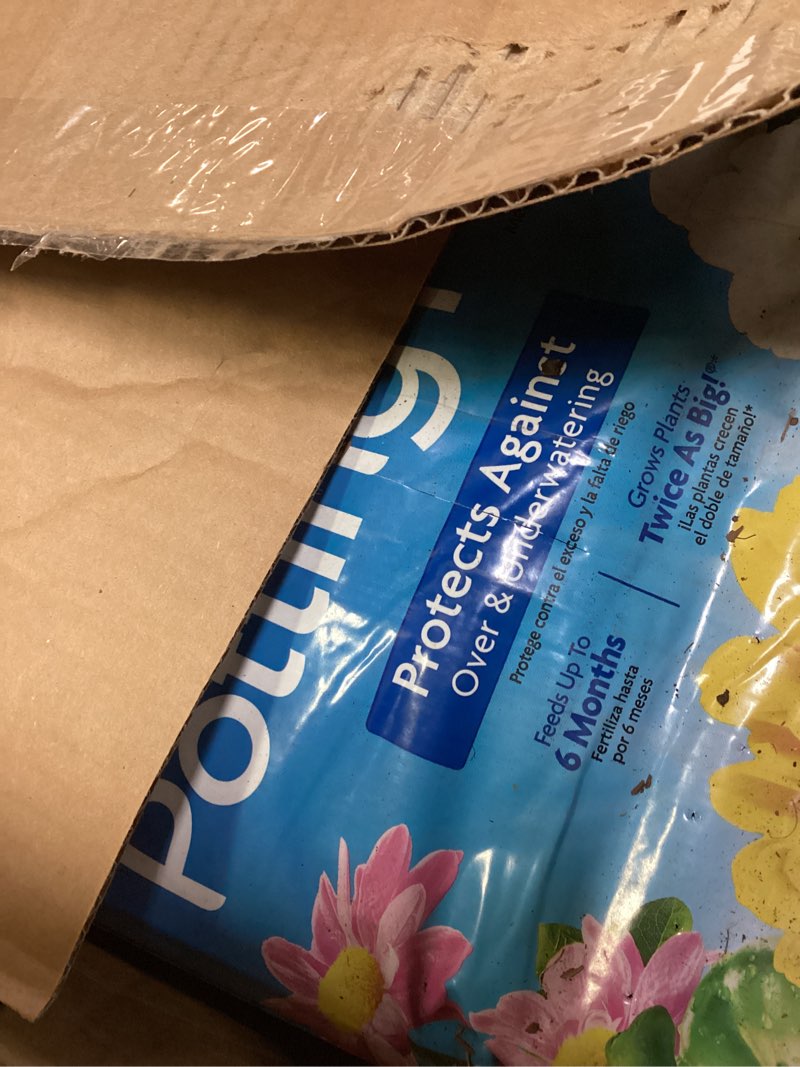 Potting
Protects Against
Over & Underwatering
Protege contra el exceso y la falta de riego
Feeds Up To
6 Months
Fertiliza hasta
por 6 meses
Grows Plants
Twice As Big!®*
¡Las plantas crecen
el doble de tamaño!*